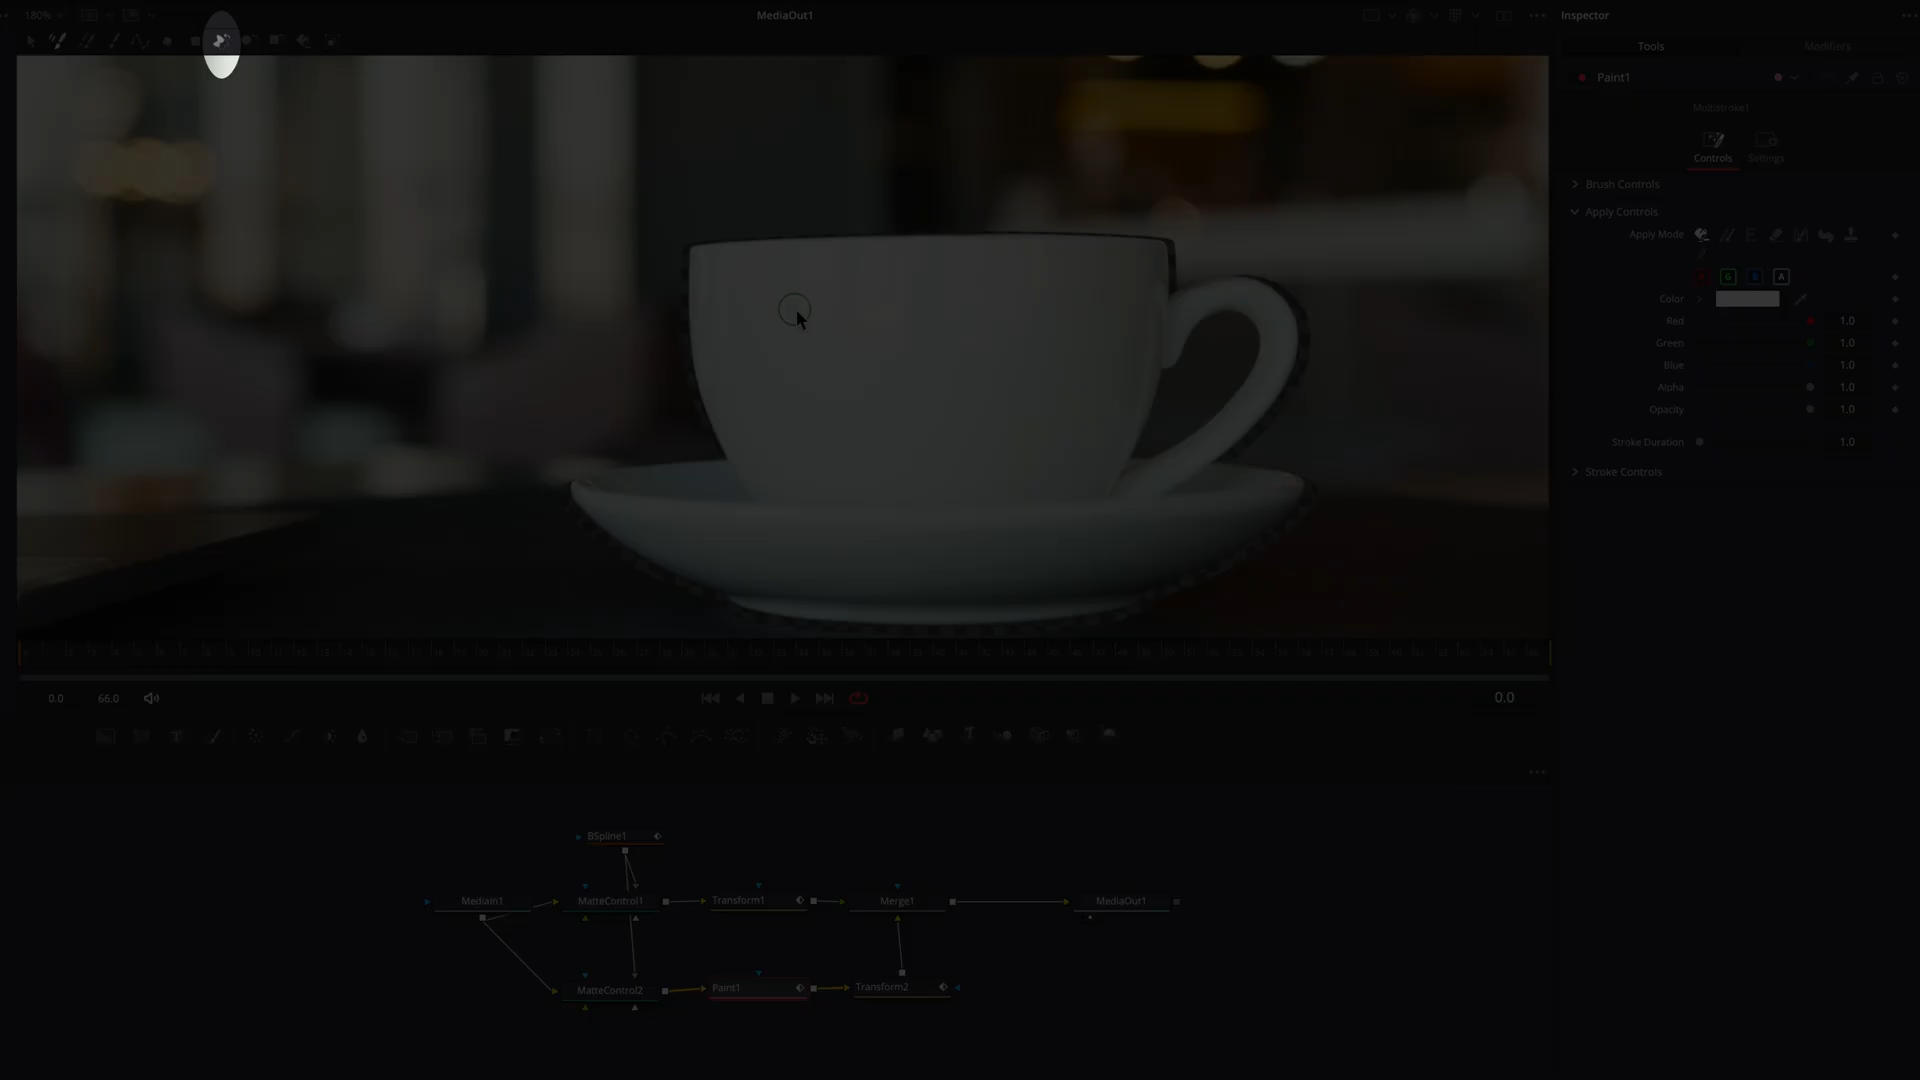 180%
MediaOut1
Inspector
Tools
Modifiers
Paint1
Multistroke1
Controls
Settings
Brush Controls
Apply Controls
Apply Mode
G
B
A
Color
Red
1.0
Green
1.0
Blue
1.0
Alpha
1.0
Opacity
1.0
Stroke Duration
1.0
Stroke Controls
0.0
66.0
0.0
BSpline1
MediaIn1
MatteControl1
Transform1
Merge1
MediaOut1
MatteControl2
Paint1
Transform2